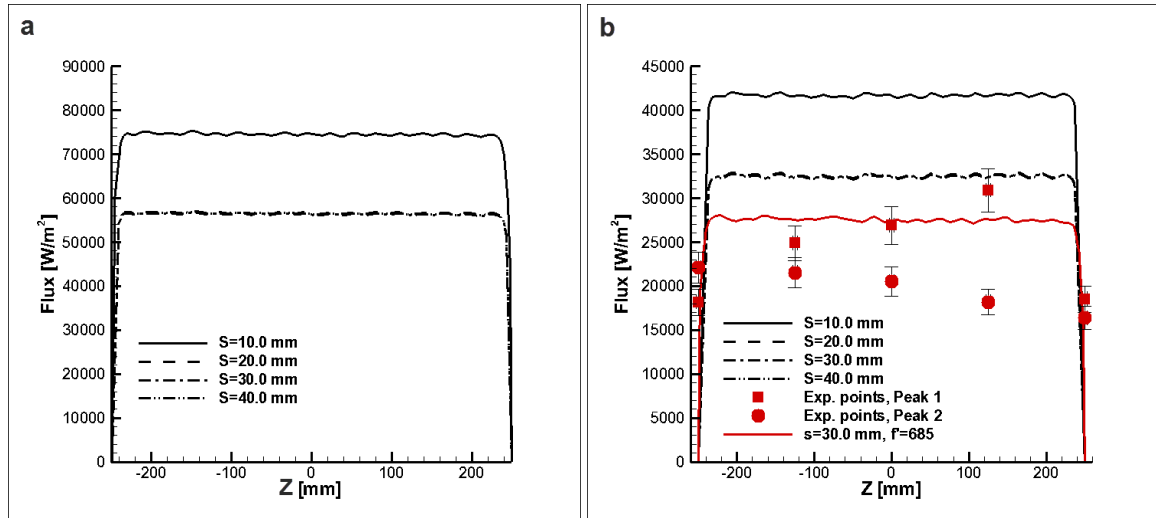 a
90000
80000
70000
60000
50000
40000
30000
20000
10000
0
Flux [W/m²]
S=10.0 mm
S=20.0 mm
S=30.0 mm
S=40.0 mm
-200
-100
0
100
200
Z [mm]
b
45000
40000
35000
30000
25000
20000
15000
10000
5000
0
Flux [W/m²]
S=10.0 mm
S=20.0 mm
S=30.0 mm
S=40.0 mm
Exp. points, Peak 1
Exp. points, Peak 2
s=30.0 mm, f'=685
-200
-100
0
100
200
Z [mm]